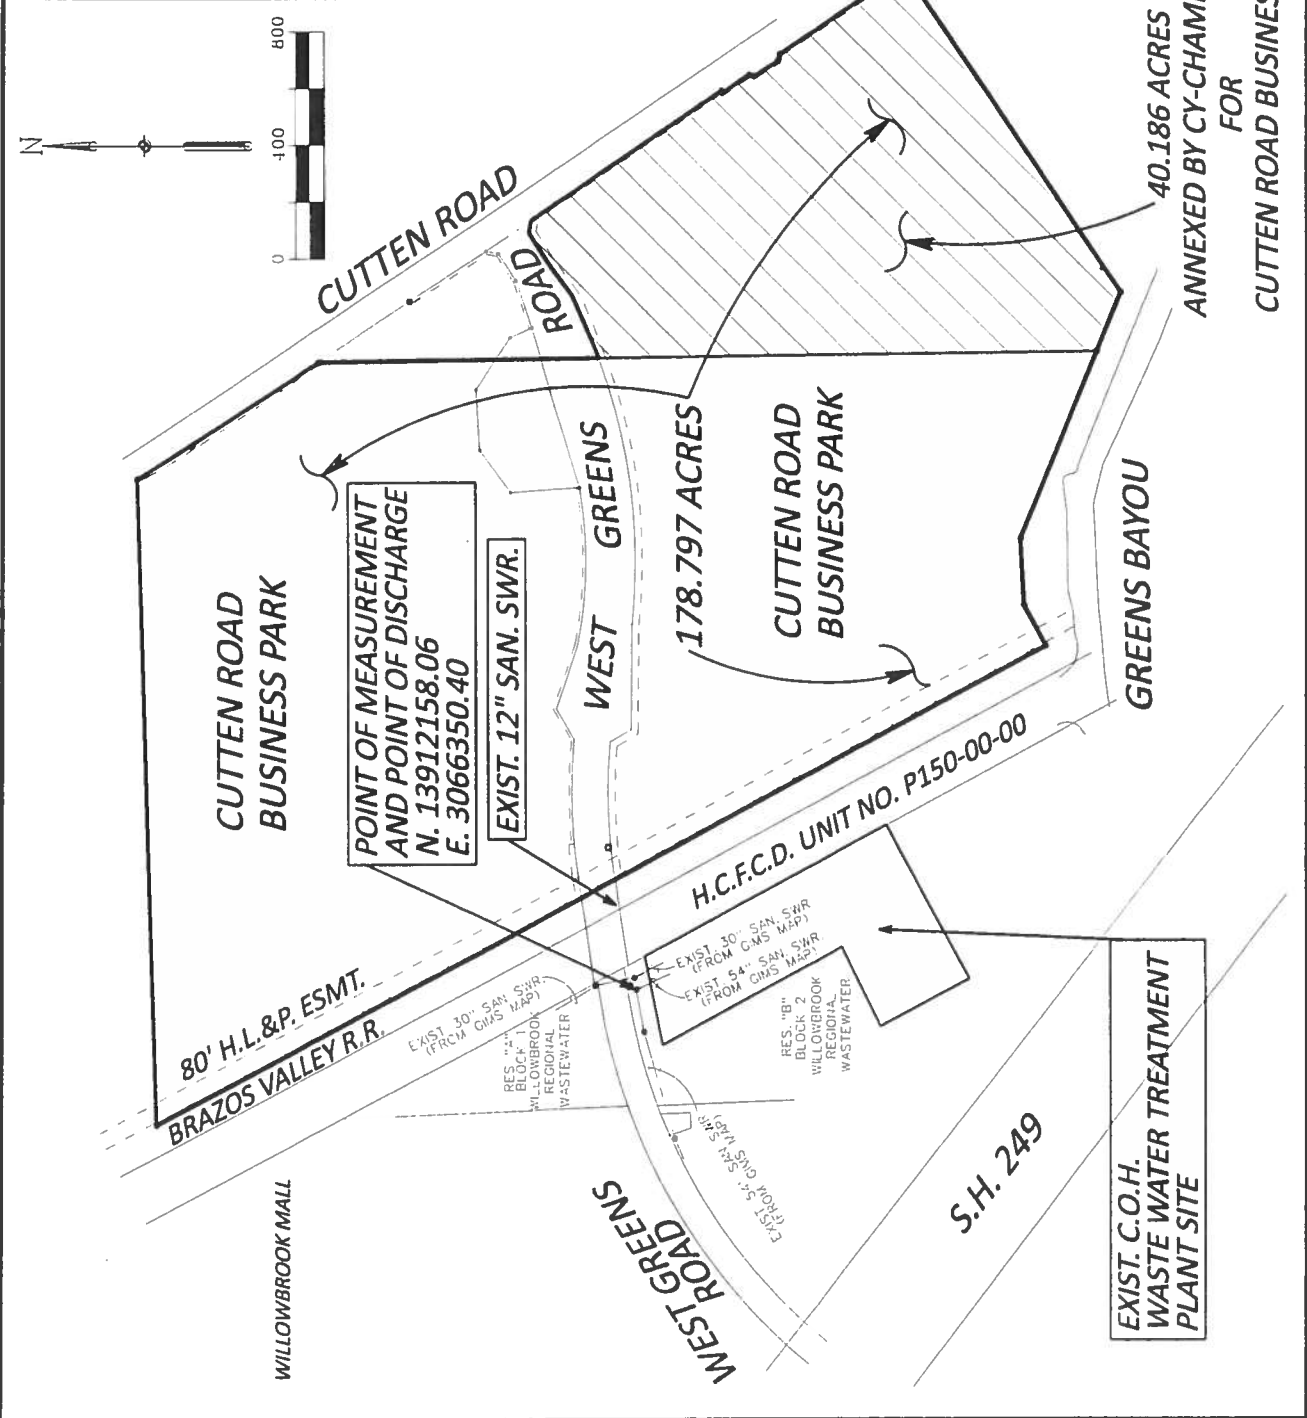 N
0
400
800
CUTTEN ROAD
CUTTEN ROAD
BUSINESS PARK
POINT OF MEASUREMENT
AND POINT OF DISCHARGE
N. 13912158.06
E. 3066350.40
EXIST. 12" SAN. SWR.
WEST GREENS ROAD
178.797 ACRES
CUTTEN ROAD
BUSINESS PARK
40.186 ACRES
ANNEXED BY
FOR
CUTTEN ROAD
GREENS BAYOU
H.C.F.C.D. UNIT NO. P150-00-00
80' H.L.&P. ESMT.
BRAZOS VALLEY R.R.
WILLOWBROOK MALL
EXIST. 30" SAN. SWR.
(FROM GIMS MAP)
RES. "A"
BLOCK 1
WILLOWBROOK
REGIONAL
WASTEWATER
EXIST. 30" SAN. SWR
(FROM GIMS MAP)
EXIST. 54" SAN. SWR
(FROM GIMS MAP)
RES. "B"
BLOCK 2
WILLOWBROOK
REGIONAL
WASTEWATER
EXIST. 54" SAN SWR
(FROM GIMS MAP)
WEST GREENS
ROAD
S.H. 249
EXIST. C.O.H.
WASTE WATER TREATMENT
PLANT SITE